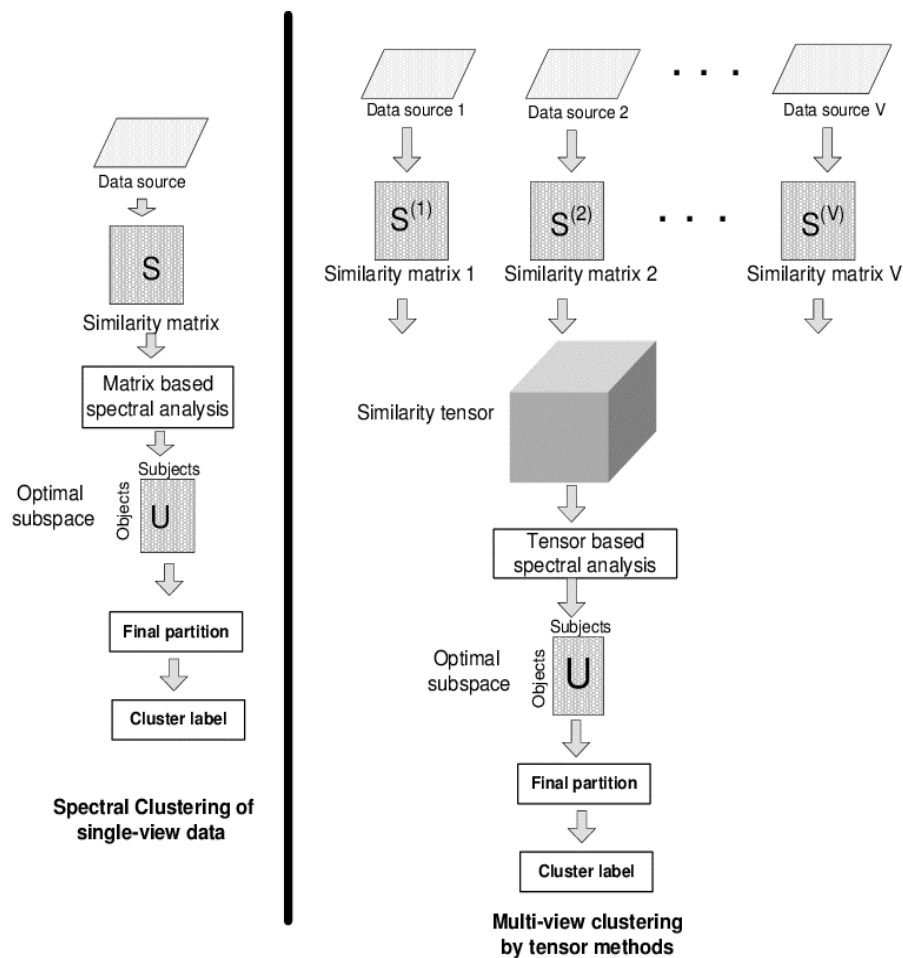 Data source
S
Similarity matrix
Matrix based
spectral analysis
Subjects
Objects
U
Optimal
subspace
Final partition
Cluster label
Spectral Clustering of
single-view data
. . .
Data source 1
Data source 2
Data source V
S(1)
S(2)
. . .
S(V)
Similarity matrix 1
Similarity matrix 2
Similarity matrix V
Similarity tensor
Tensor based
spectral analysis
Subjects
Objects
U
Optimal
subspace
Final partition
Cluster label
Multi-view clustering
by tensor methods